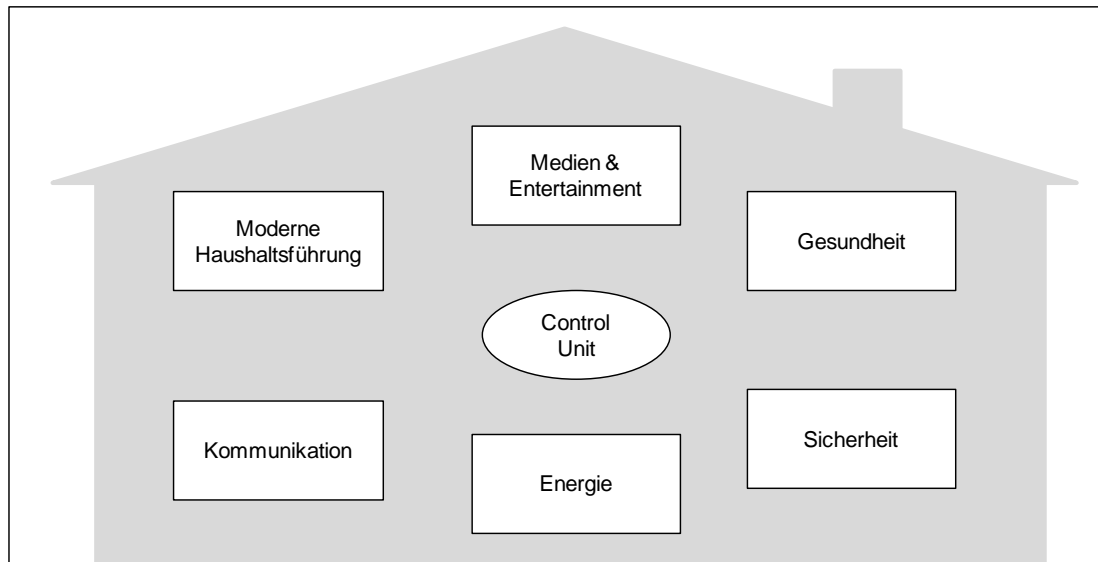 Medien &
Entertainment
Moderne
Haushaltsführung
Gesundheit
Control
Unit
Kommunikation
Energie
Sicherheit